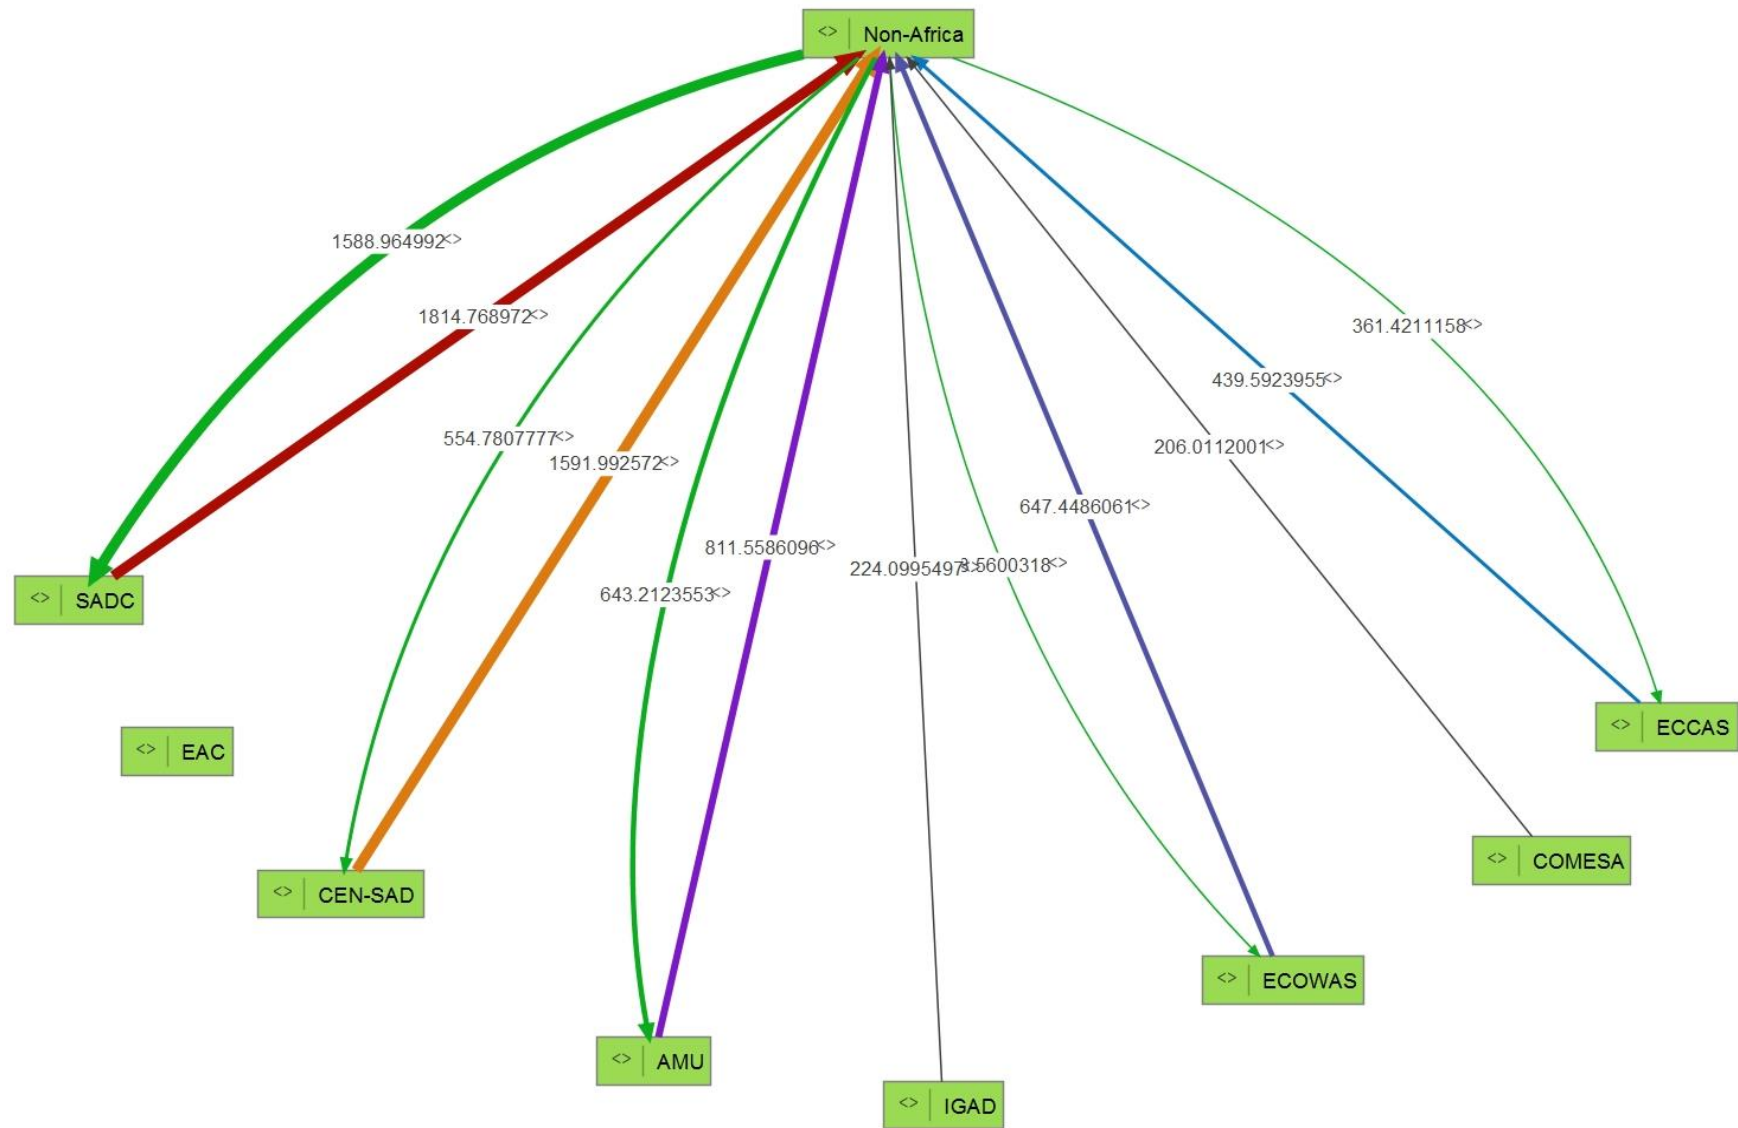 <> Non-Africa
1588.964992<>
1814.768972<>
361.4211158<>
439.5923955<>
554.7807777<>
206.0112001<>
1591.992572<>
647.4486061<>
811.5586096<>
224.0995497
5600318<>
643.2123553<>
<> SADC
<> ECCAS
<> EAC
<> COMESA
<> CEN-SAD
<> ECOWAS
<> AMU
<> IGAD